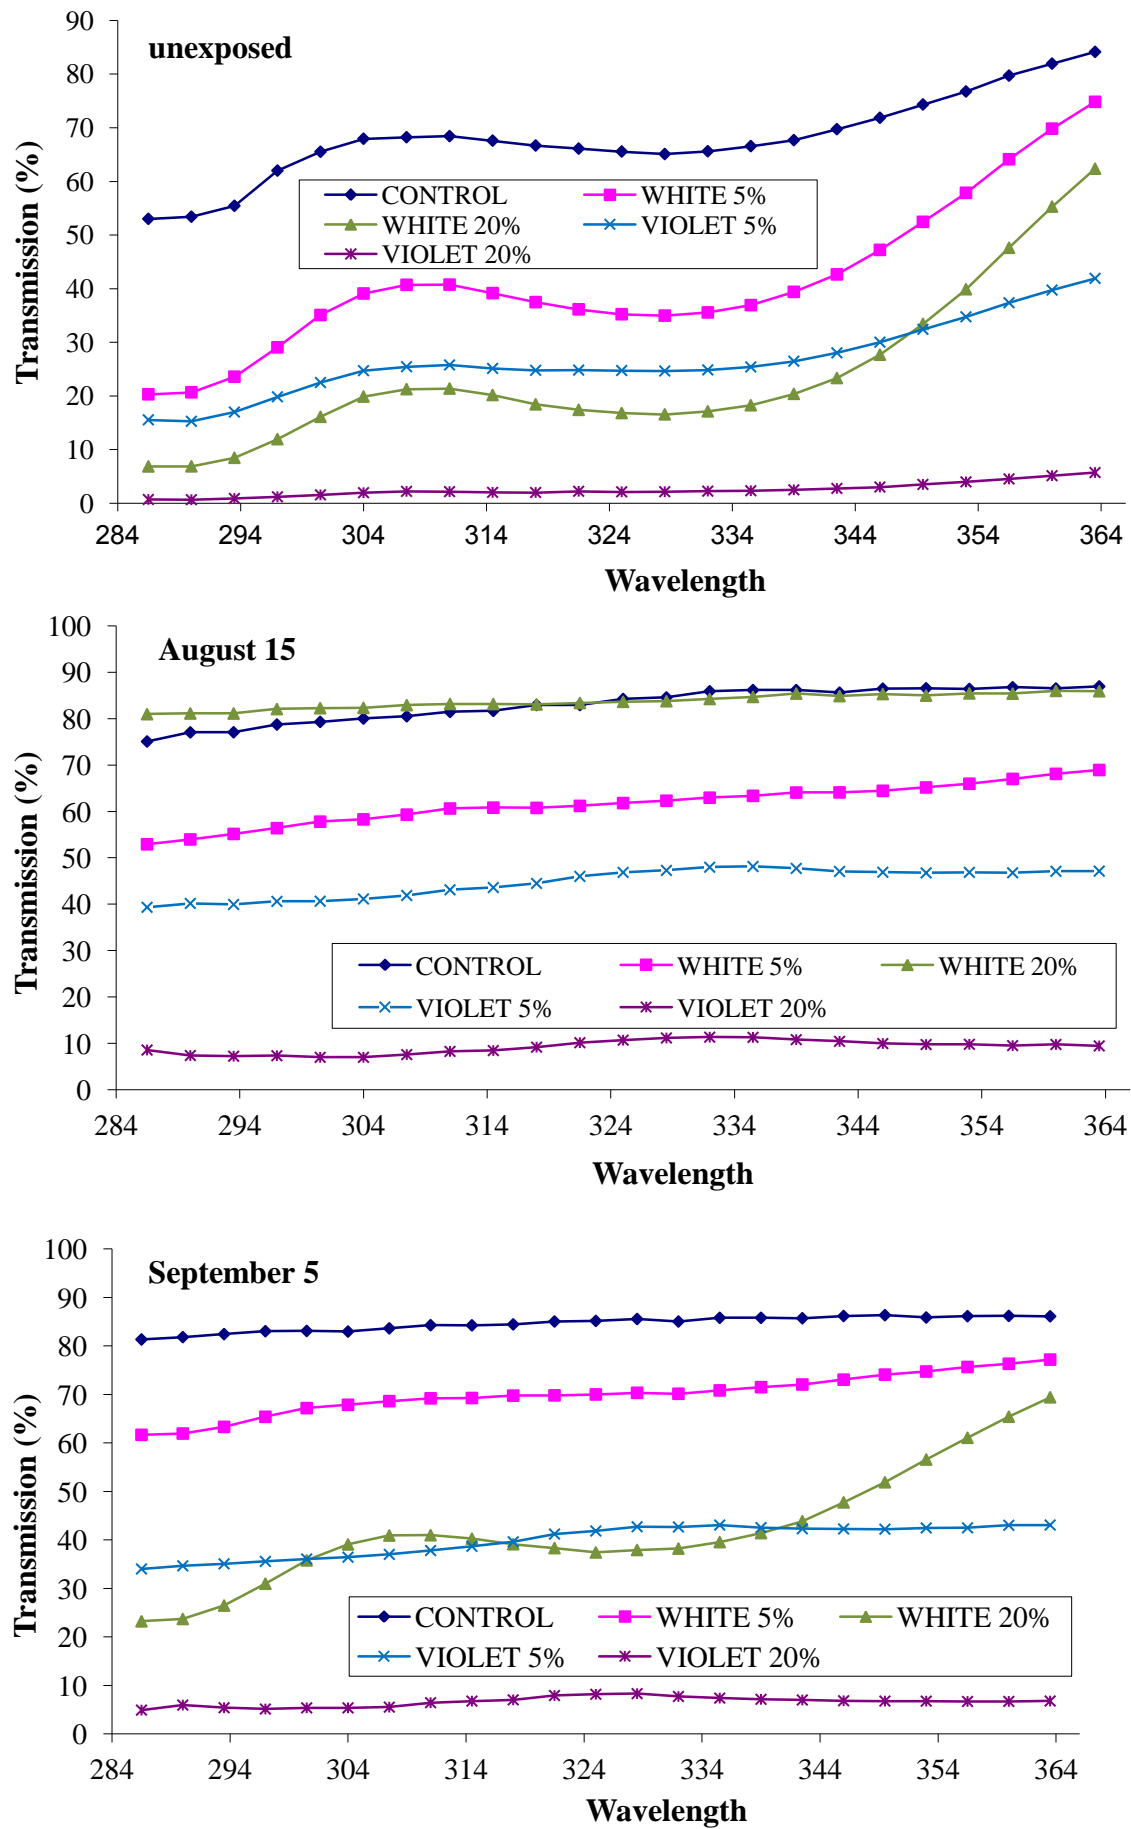 90
80
70
60
50
40
30
20
10
0
Transmission (%)
unexposed
CONTROL WHITE 5%
WHITE 20% VIOLET 5%
VIOLET 20%
284 294 304 314 324 334 344 354 364
Wavelength
100
90
80
70
60
50
40
30
20
10
0
Transmission (%)
August 15
CONTROL WHITE 5% WHITE 20%
VIOLET 5% VIOLET 20%
284 294 304 314 324 334 344 354 364
Wavelength
100
90
80
70
60
50
40
30
20
10
0
Transmission (%)
September 5
CONTROL WHITE 5% WHITE 20%
VIOLET 5% VIOLET 20%
284 294 304 314 324 334 344 354 364
Wavelength